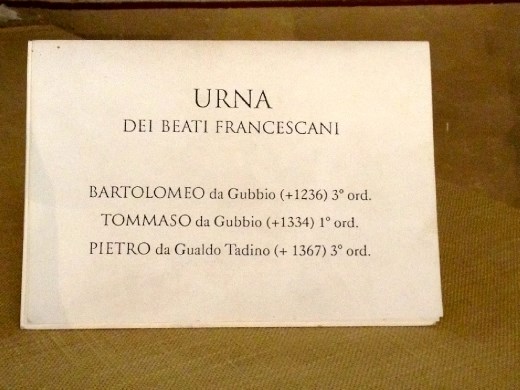 URNA
DEI BEATI FRANCESCANI
BARTOLOMEO da Gubbio (+1236) 3° ord.
TOMMASO da Gubbio (+1334) 1° ord.
PIETRO da Gualdo Tadino (+ 1367) 3° ord.